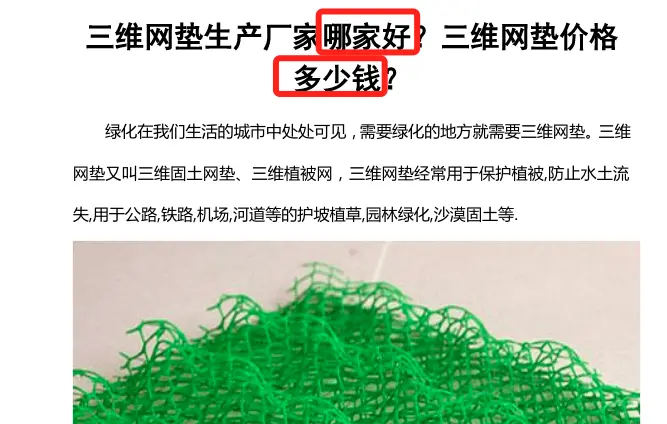 三维网垫生产厂家哪家好？三维网垫价格
多少钱？
绿化在我们生活的城市中处处可见，需要绿化的地方就需要三维网垫。三维
网垫又叫三维固土网垫、三维植被网，三维网垫经常用于保护植被,防止水土流
失,用于公路,铁路,机场,河道等的护坡植草,园林绿化,沙漠固土等.